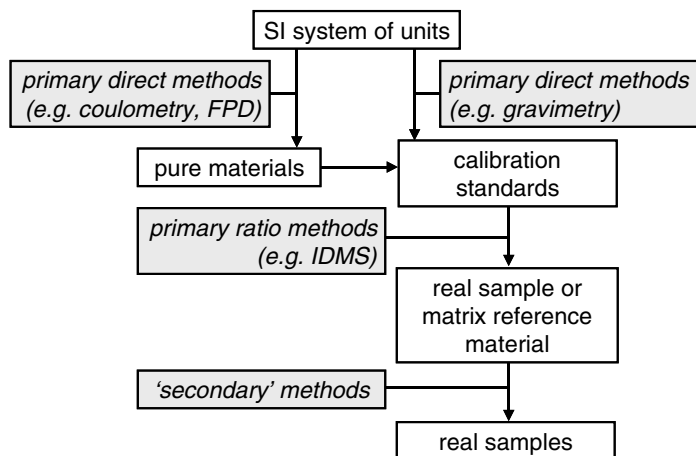 SI system of units
primary direct methods
(e.g. coulometry, FPD)
primary direct methods
(e.g. gravimetry)
pure materials
calibration
standards
primary ratio methods
(e.g. IDMS)
real sample or
matrix reference
material
‘secondary’ methods
real samples